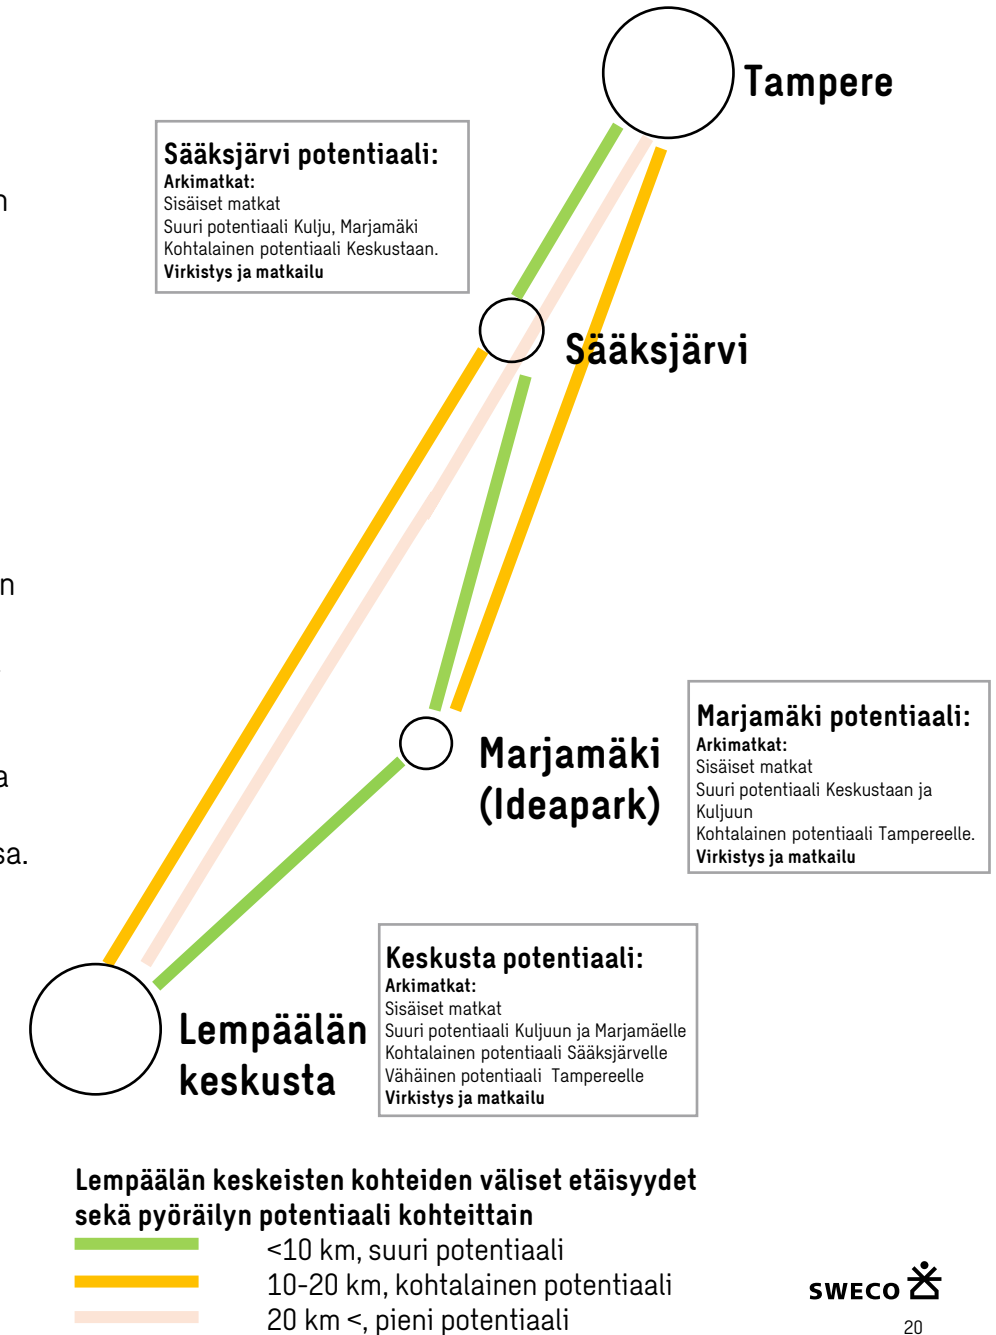 Tampere
Sääksjärvi potentiaali:
Arkimatkat:
Sisäiset matkat
Suuri potentiaali Kulju, Marjamäki
Kohtalainen potentiaali Keskustaan.
Virkistys ja matkailu
n
Sääksjärvi
n
a
sa.
Marjamäki
(Ideapark)
Marjamäki potentiaali:
Arkimatkat:
Sisäiset matkat
Suuri potentiaali Keskustaan ja
Kuljuun
Kohtalainen potentiaali Tampereelle.
Virkistys ja matkailu
Lempäälän
keskusta
Keskusta potentiaali:
Arkimatkat:
Sisäiset matkat
Suuri potentiaali Kuljuun ja Marjamäelle
Kohtalainen potentiaali Sääksjärvelle
Vähäinen potentiaali Tampereelle
Virkistys ja matkailu
Lempäälän keskeisten kohteiden väliset etäisyydet
sekä pyöräilyn potentiaali kohteittain
<10 km, suuri potentiaali
10-20 km, kohtalainen potentiaali
20 km <, pieni potentiaali
SWECO
20